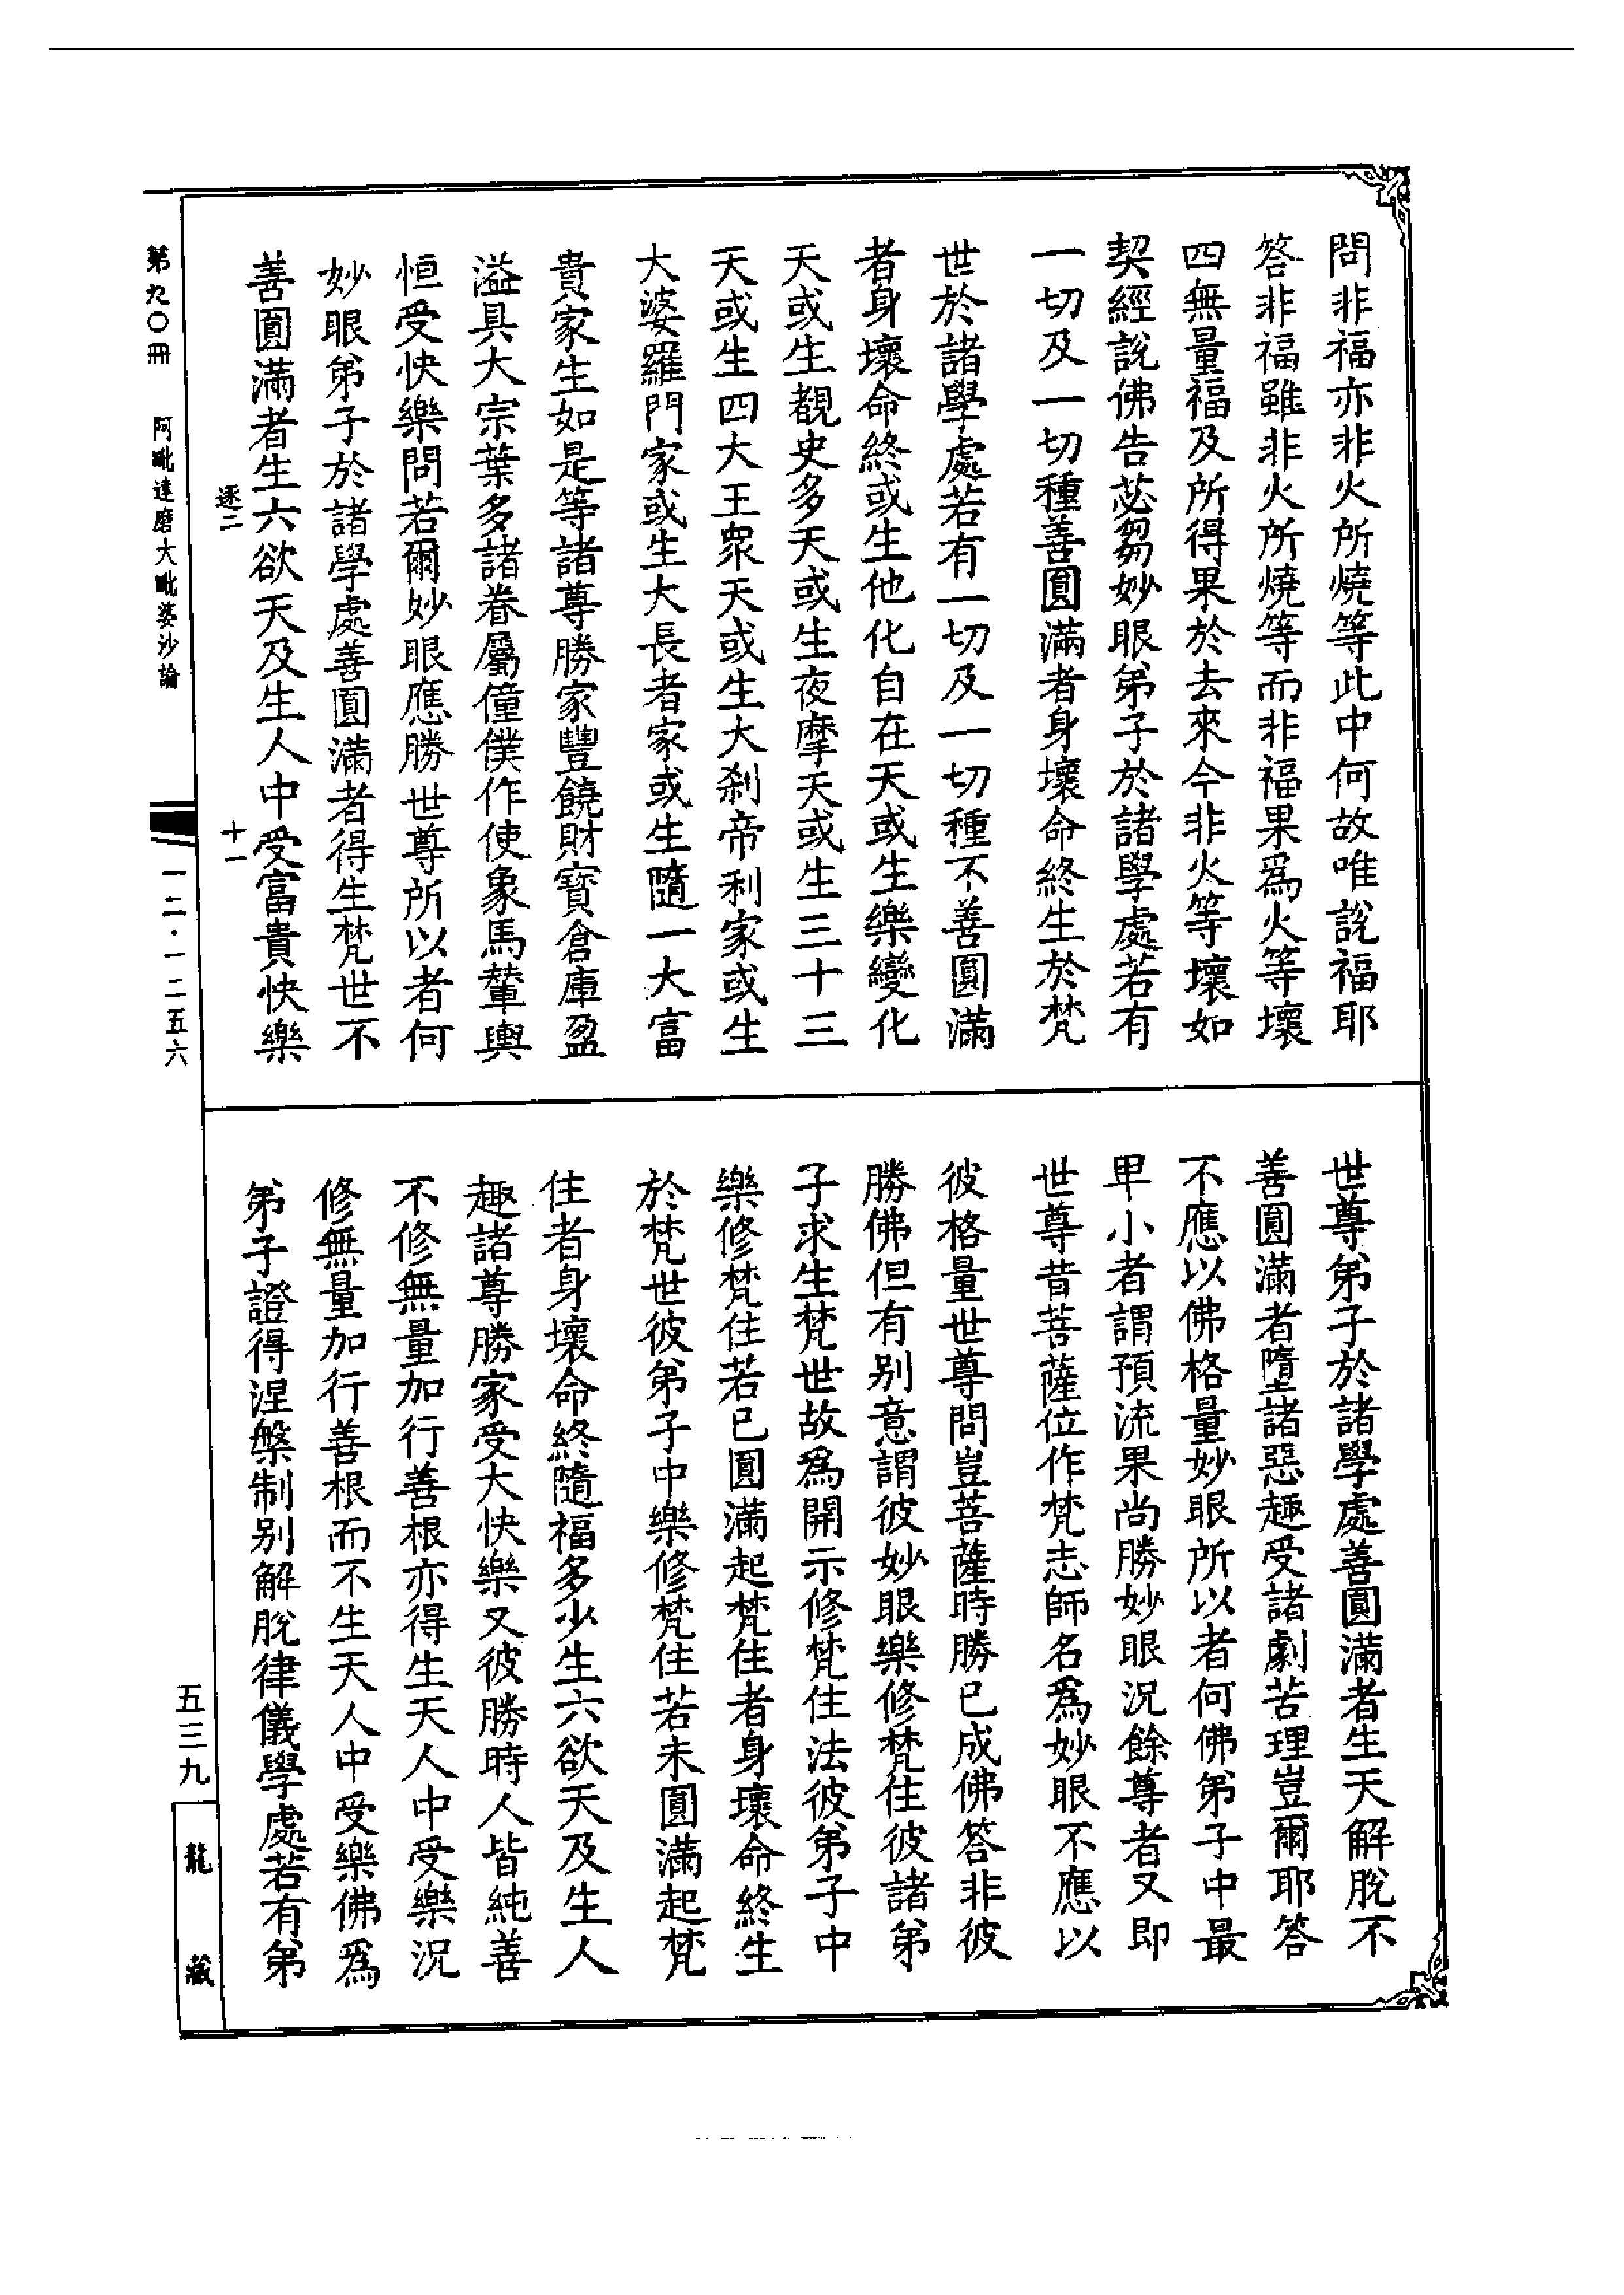 問非福亦非火所燒等此中何故唯說福耶
答非福雖非火所燒等而非福果爲火等壞
四無量福及所得果於去來今非火等壞如
契經說佛告苾芻妙眼弟子於諸學處若有
一切及一切種善圓滿者身壞命終生於梵
世於諸學處若有一切及一切種不善圓滿
者身壞命終或生他化自在天或生樂變化
天或生覩史多天或生夜摩天或生三十三
天或生四大王衆天或生大刹帝利家或生
大婆羅門家或生大長者家或生隨一大富
貴家生如是等諸尊勝家豐饒財寶倉庫盈
溢具大宗葉多諸眷屬僮僕作使象馬輦輿
恒受快樂問若爾妙眼應勝世尊所以者何
妙眼弟子於諸學處善圓滿者得生梵世不
善圓滿者生六欲天及生人中受富貴快樂
逐二 十一
世尊弟子於諸學處善圓滿者生天解脫不
善圓滿者墮諸惡趣受諸劇苦理豈爾耶答
不應以佛格量妙眼所以者何佛弟子中最
卑小者謂預流果尚勝妙眼況餘尊者又即
世尊昔菩薩位作梵志師名爲妙眼不應以
彼格量世尊問豈菩薩時勝已成佛答非彼
勝佛但有別意謂彼妙眼樂修梵住彼諸弟
子求生梵世故爲開示修梵住法彼弟子中
樂修梵住若已圓滿起梵住者身壞命終生
於梵世彼弟子中樂修梵住若未圓滿起梵
住者身壞命終隨福多少生六欲天及生人
趣諸尊勝家受大快樂又彼勝時人皆純善
不修無量加行善根亦得生天人中受樂況
修無量加行善根而不生天人中受樂佛爲
弟子證得涅槃制別解脫律儀學處若有弟
第九〇冊 阿毗達磨大毗婆沙論 一二·一二五六 五三九
龍藏